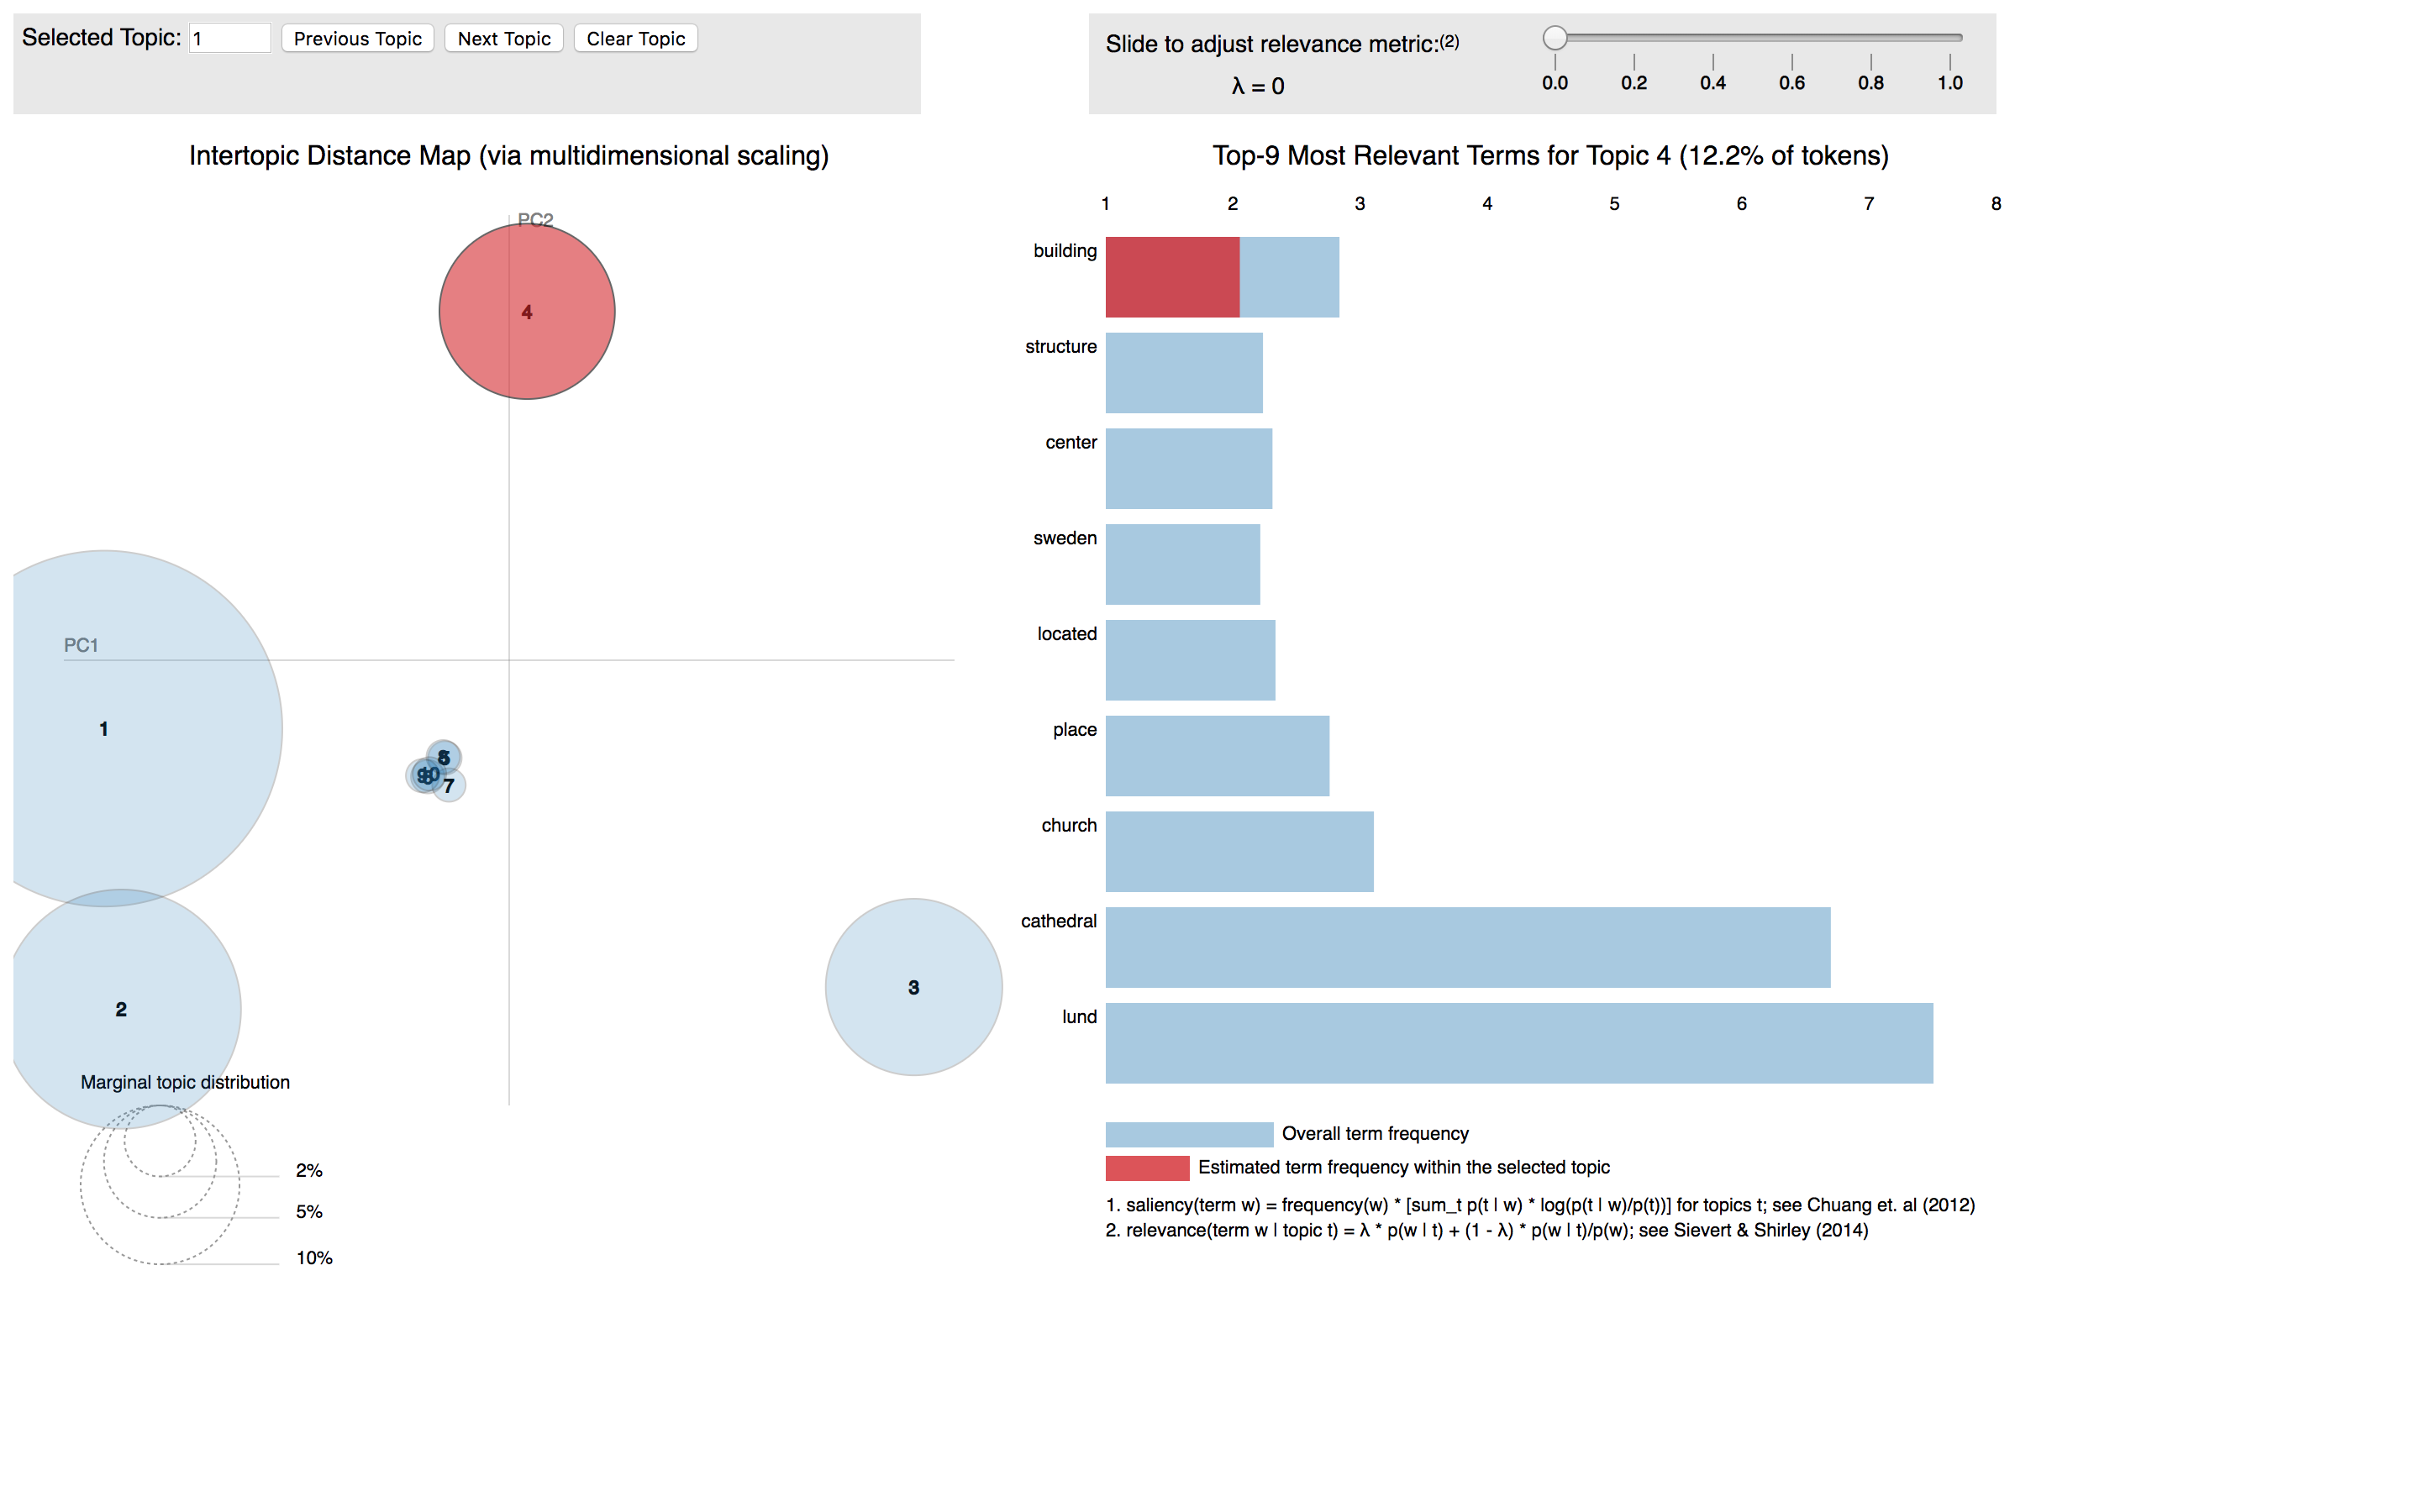 Selected Topic: 1 Previous Topic Next Topic Clear Topic
Slide to adjust relevance metric:(2)
λ = 0
0.0 0.2 0.4 0.6 0.8 1.0
Intertopic Distance Map (via multidimensional scaling)
PC2
4
PC1
1
5
9
10
7
2
3
Marginal topic distribution
2%
5%
10%
Top-9 Most Relevant Terms for Topic 4 (12.2% of tokens)
1 2 3 4 5 6 7 8
building
structure
center
sweden
located
place
church
cathedral
lund
Overall term frequency
Estimated term frequency within the selected topic
1. saliency(term w) = frequency(w) * [sum_t p(t | w) * log(p(t | w)/p(t))] for topics t; see Chuang et. al (2012)
2. relevance(term w | topic t) = λ * p(w | t) + (1 - λ) * p(w | t)/p(w); see Sievert & Shirley (2014)